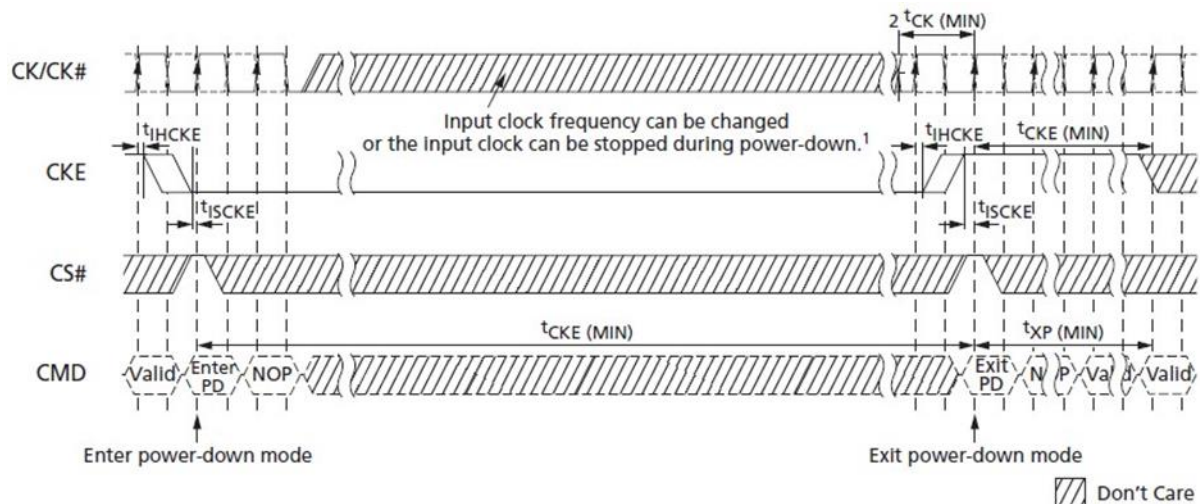 2 tCK (MIN)
CK/CK#
Input clock frequency can be changed
or the input clock can be stopped during power-down.1
tIHCKE
tIHCKE
tCKE (MIN)
CKE
tISCKE
tISCKE
CS#
tCKE (MIN)
tXP (MIN)
CMD
Valid
Enter
PD
NOP
Exit
PD
N P
Val d
Valid
Enter power-down mode
Exit power-down mode
Don't Care